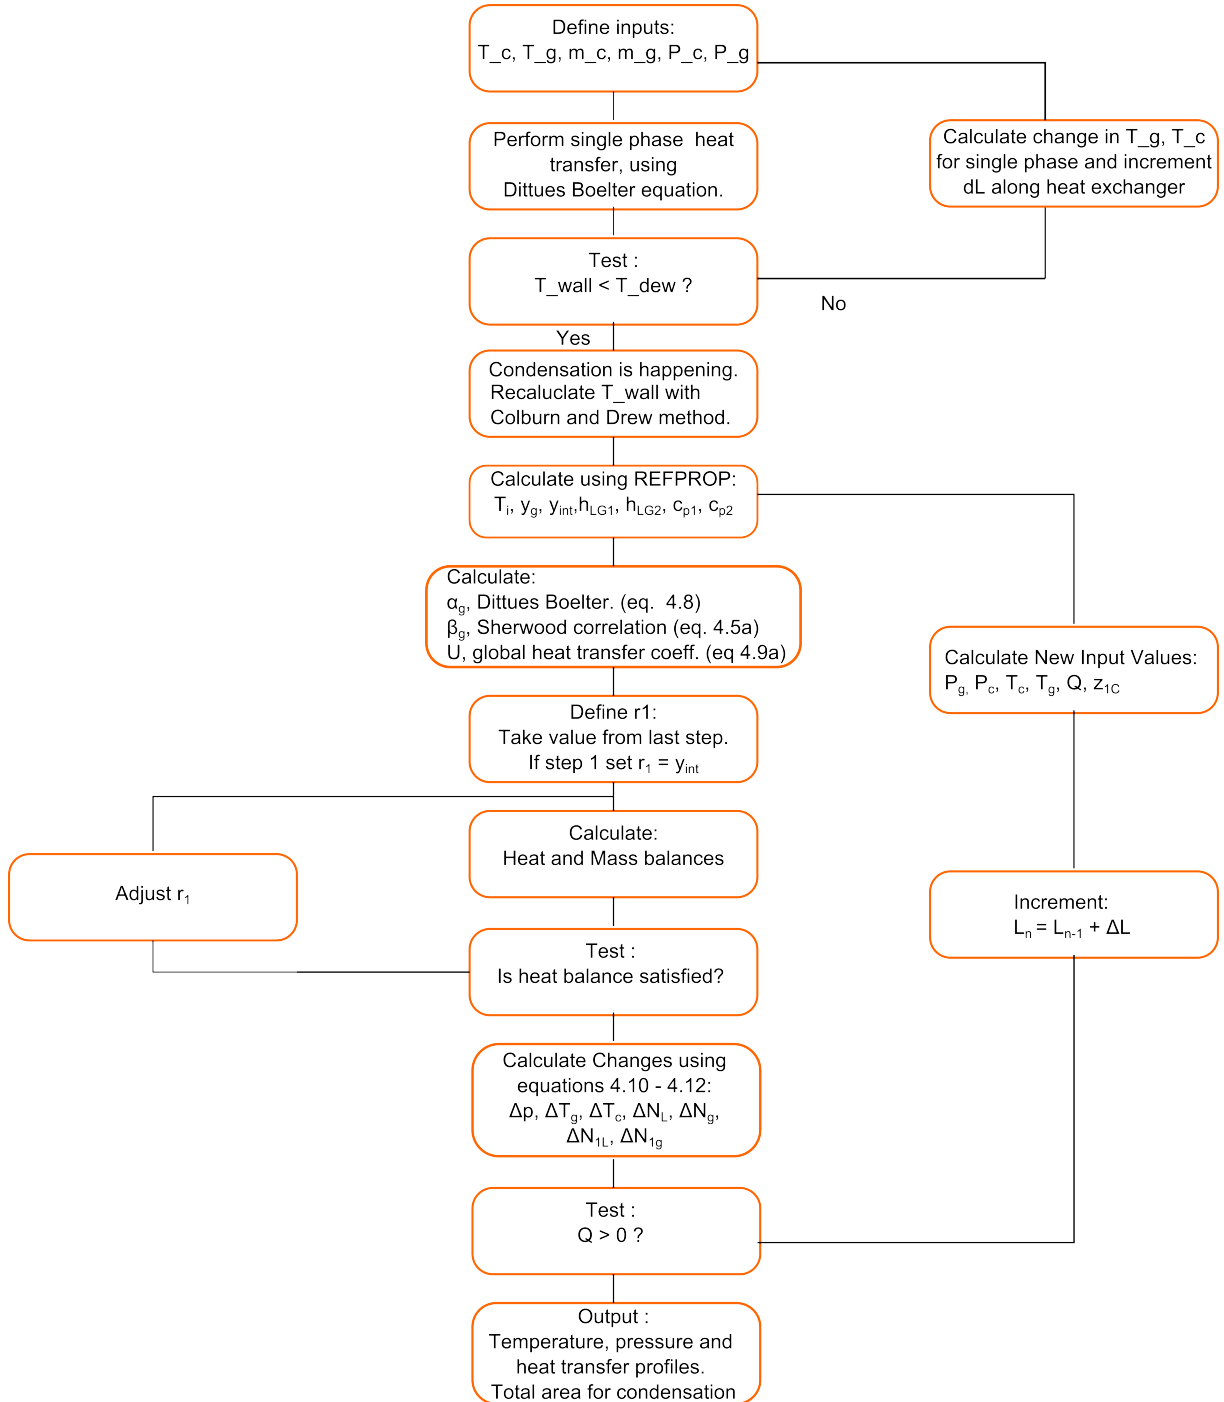 Define inputs:
T_c, T_g, m_c, m_g, P_c, P_g
Perform single phase heat
transfer, using
Dittues Boelter equation.
Calculate change in T_g, T_c
for single phase and increment
dL along heat exchanger
Test :
T_wall < T_dew ?
No
Yes
Condensation is happening.
Recaluclate T_wall with
Colburn and Drew method.
Calculate using REFPROP:
Tᵢ, y_g, y_int,h_LG1, h_LG2, c_p1, c_p2
Calculate:
α_g, Dittues Boelter. (eq. 4.8)
β_g, Sherwood correlation (eq. 4.5a)
U, global heat transfer coeff. (eq 4.9a)
Calculate New Input Values:
P_g, P_c, T_c, T_g, Q, z_1C
Define r1:
Take value from last step.
If step 1 set r₁ = y_int
Calculate:
Heat and Mass balances
Adjust r₁
Increment:
L_n = L_n-1 + ΔL
Test :
Is heat balance satisfied?
Calculate Changes using
equations 4.10 - 4.12:
Δp, ΔT_g, ΔT_c, ΔN_L, ΔN_g,
ΔN_1L, ΔN_1g
Test :
Q > 0 ?
Output :
Temperature, pressure and
heat transfer profiles.
Total area for condensation